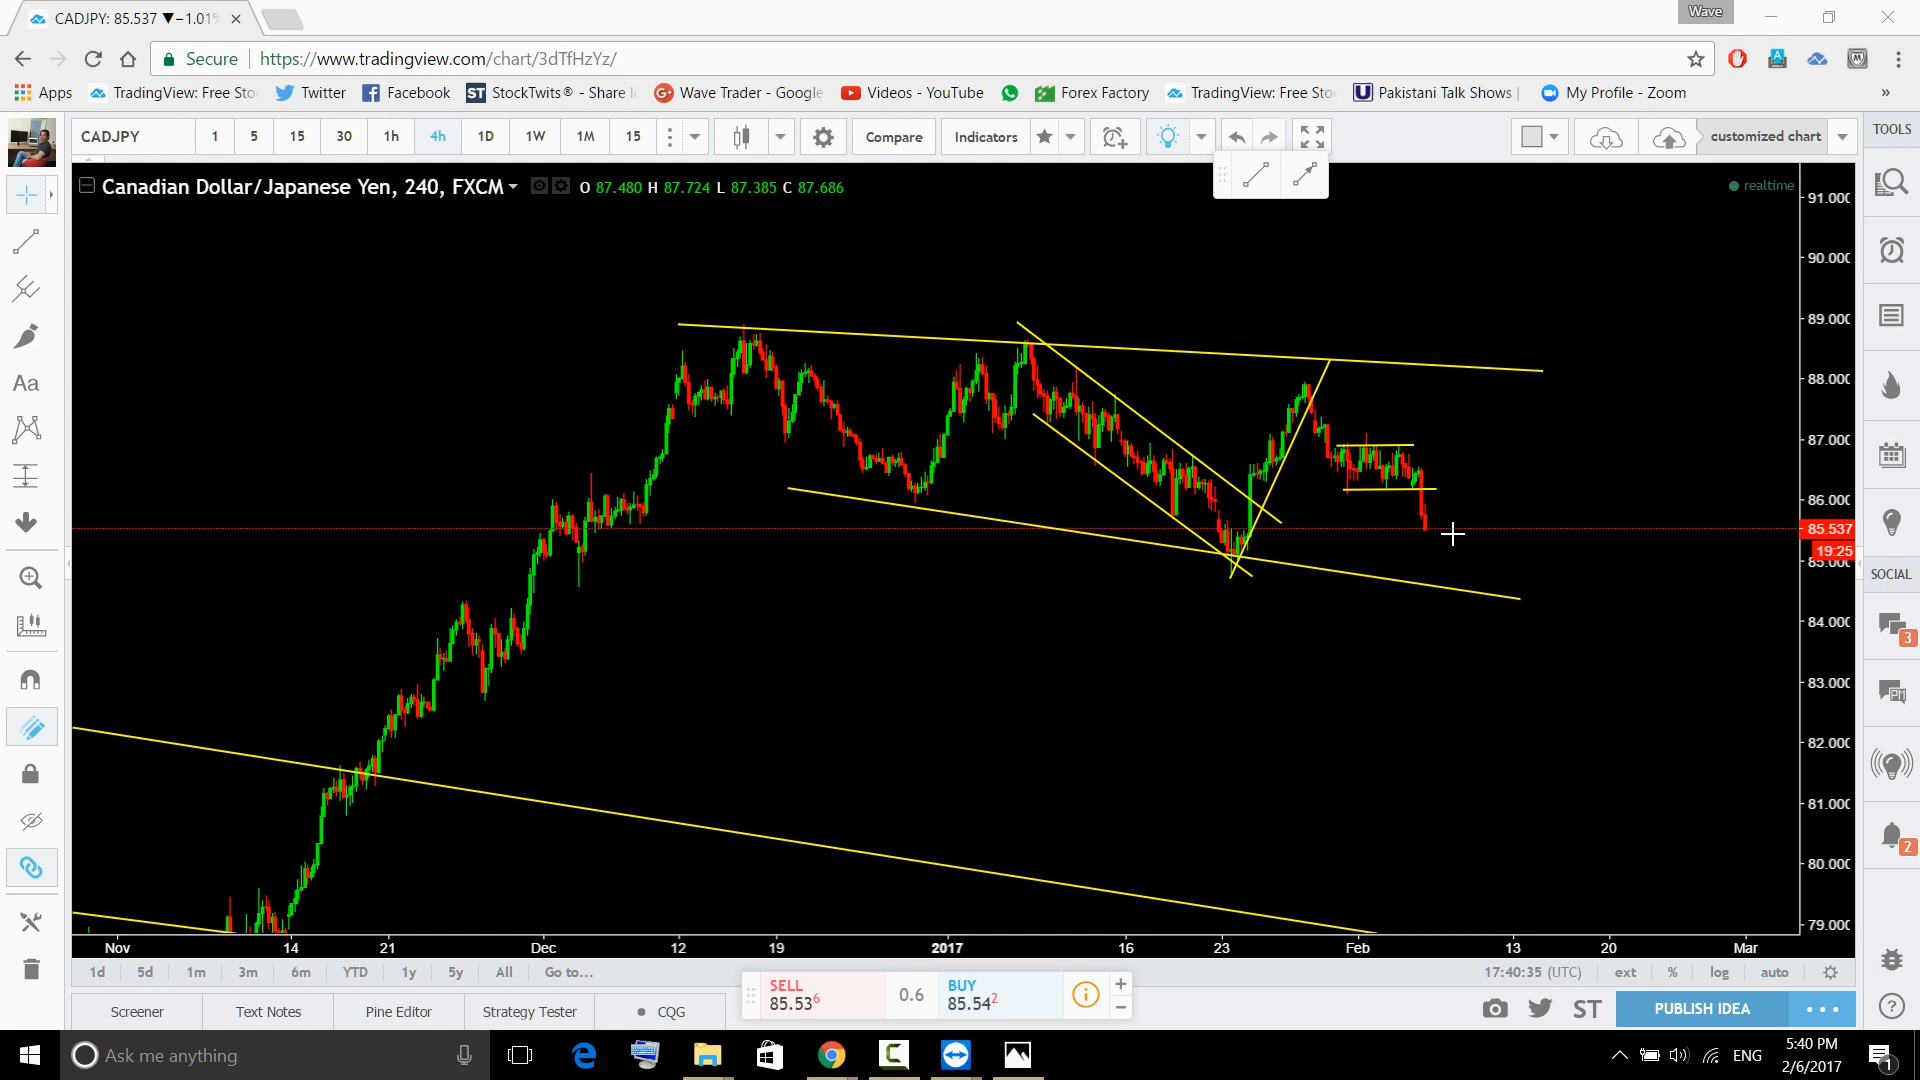 CADJPY: 85.537 ▼−1.01%
Wave
Secure https://www.tradingview.com/chart/3dTfHzYz/
Apps TradingView: Free Sto Twitter Facebook StockTwits® - Share Wave Trader - Google Videos - YouTube Forex Factory TradingView: Free Sto Pakistani Talk Shows | My Profile - Zoom »
CADJPY 1 5 15 30 1h 4h 1D 1W 1M 15 Compare Indicators customized chart TOOLS
Canadian Dollar/Japanese Yen, 240, FXCM O 87.480 H 87.724 L 87.385 C 87.686
realtime
91.000
90.000
89.000
88.000
87.000
86.000
85.537
19:25
85.000
84.000
83.000
82.000
81.000
80.000
79.000
Aa
SOCIAL
3
PM
2
Nov 14 21 Dec 12 19 2017 16 23 Feb 13 20 Mar
1d 5d 1m 3m 6m YTD 1y 5y All Go to... 17:40:35 (UTC) ext % log auto
SELL
85.536
0.6
BUY
85.542
Screener Text Notes Pine Editor Strategy Tester CQG ST PUBLISH IDEA
Ask me anything
ENG
5:40 PM
2/6/2017
1